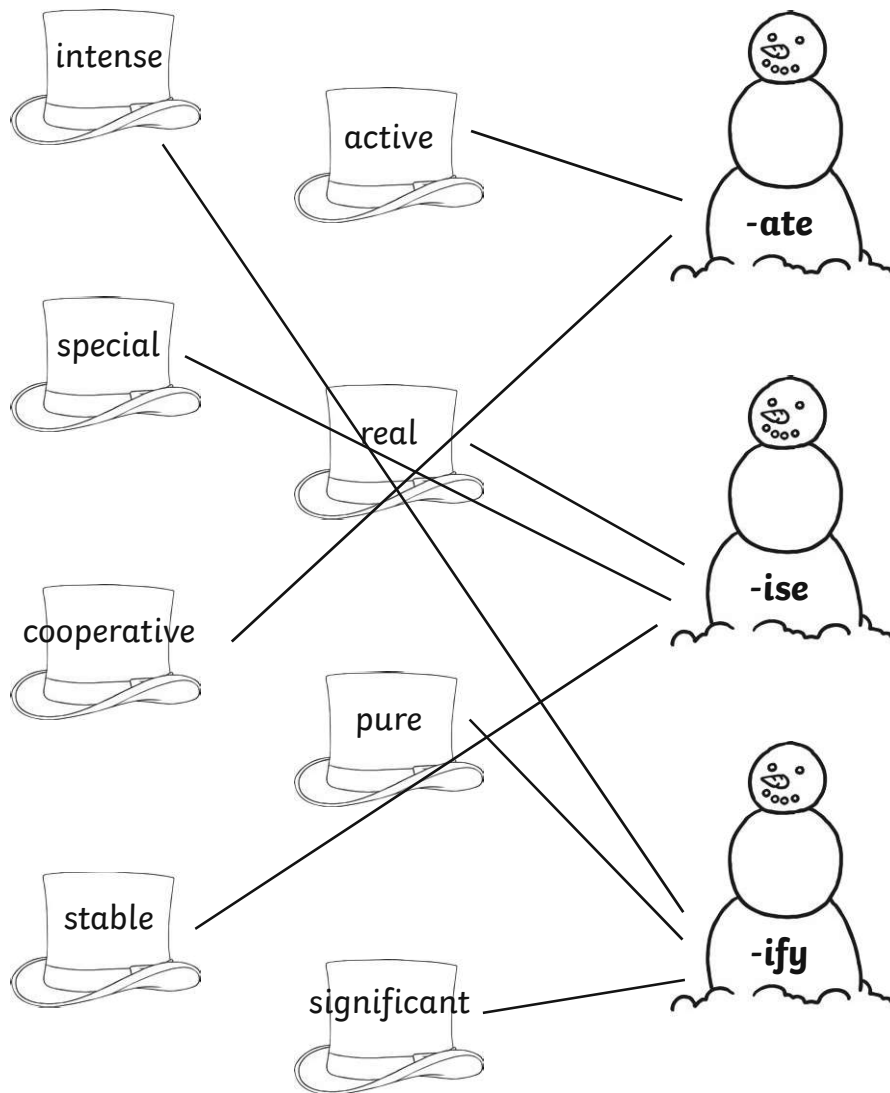 intense
active
-ate
special
real
-ise
cooperative
pure
stable
-ify
significant